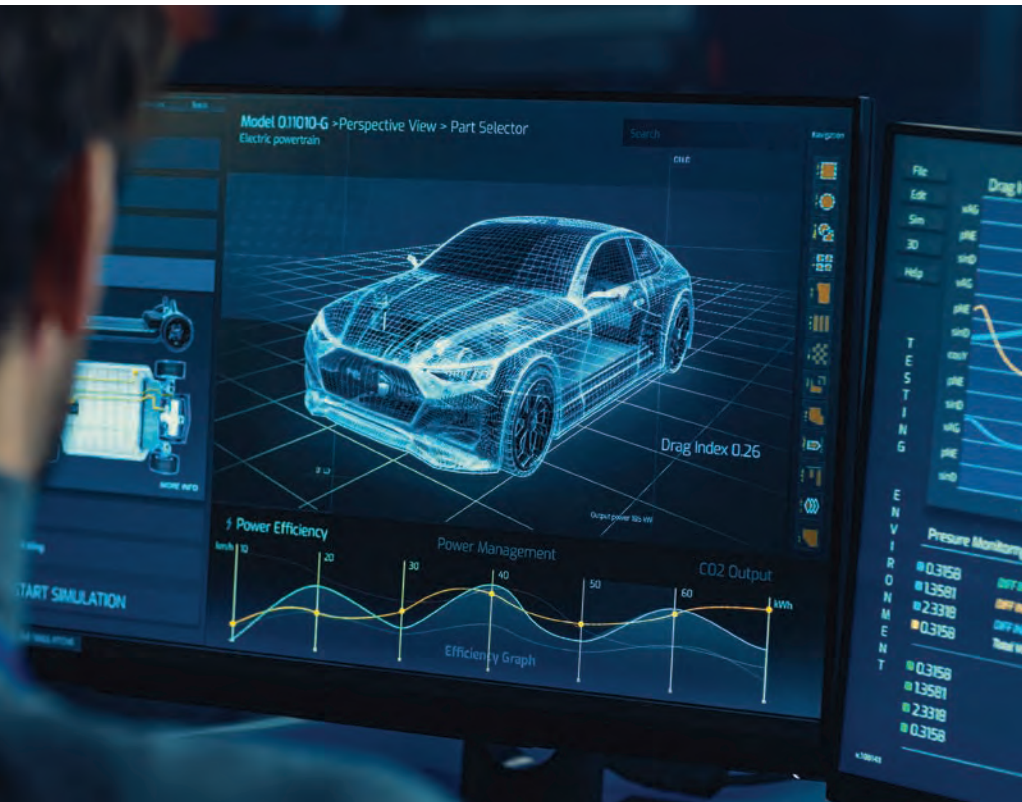 Model 0.11010-G >Perspective View > Part Selector
Electric powertrain
Search
Navigation
Drag Index 0.26
MORE INFO
START SIMULATION
Power Efficiency
Power Management
CO2 Output
km/h 10
20
30
40
50
60
kWh
Efficiency Graph
File
Edit
Sim
3D
Help
TESTING
ENVIRONMENT
Presure Monitoring
0.3158
1.3581
2.3318
0.3158
0.3158
1.3581
2.3318
0.3158